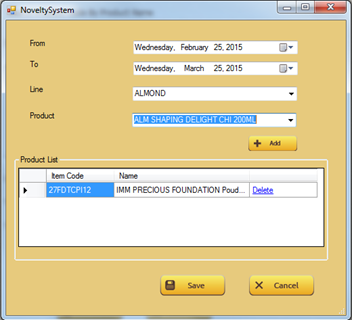 NoveltySystem
From
Wednesday, February 25, 2015
To
Wednesday, March 25, 2015
Line
ALMOND
Product
ALM SHAPING DELIGHT CHI 200ML
Add
Product List
Item Code Name
27FDTCPI12 IMM PRECIOUS FOUNDATION Poud... Delete
Save Cancel